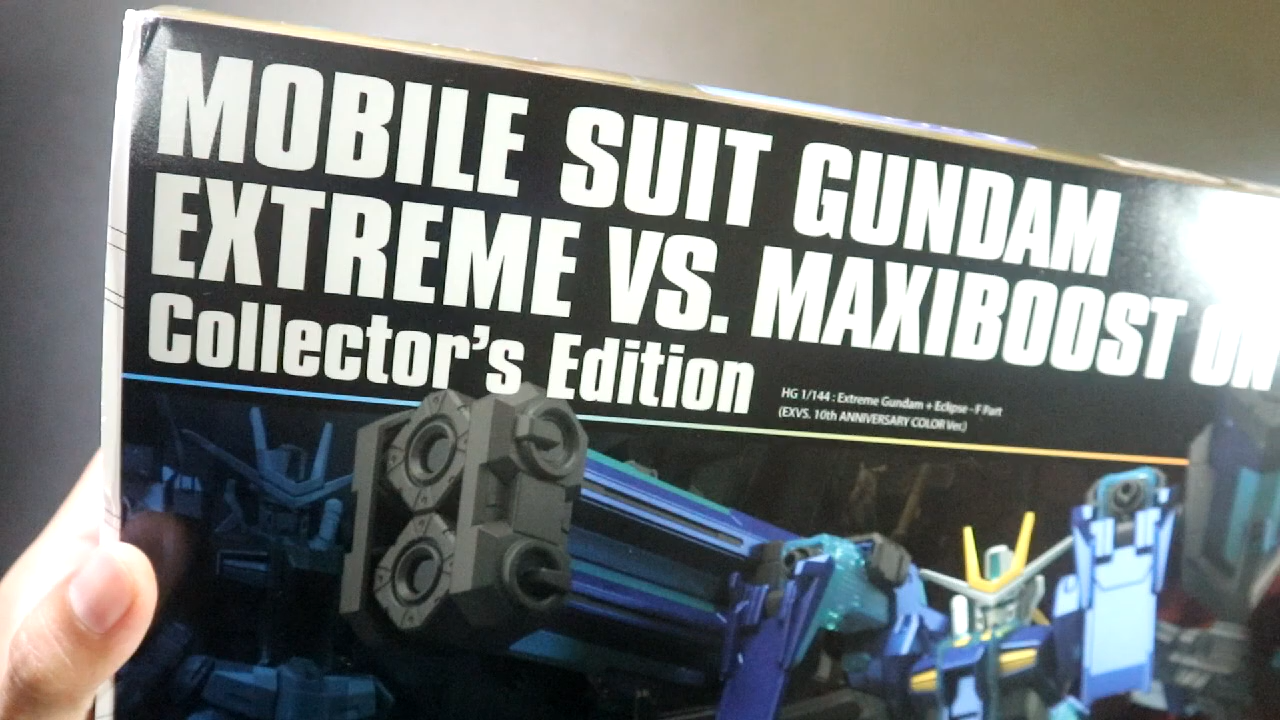 MOBILE SUIT GUNDAM
EXTREME VS. MAXIBOOST ON
Collector's Edition
HG 1/144 : Extreme Gundam + Eclipse - F Part
(EXVS. 10th ANNIVERSARY COLOR Ver.)